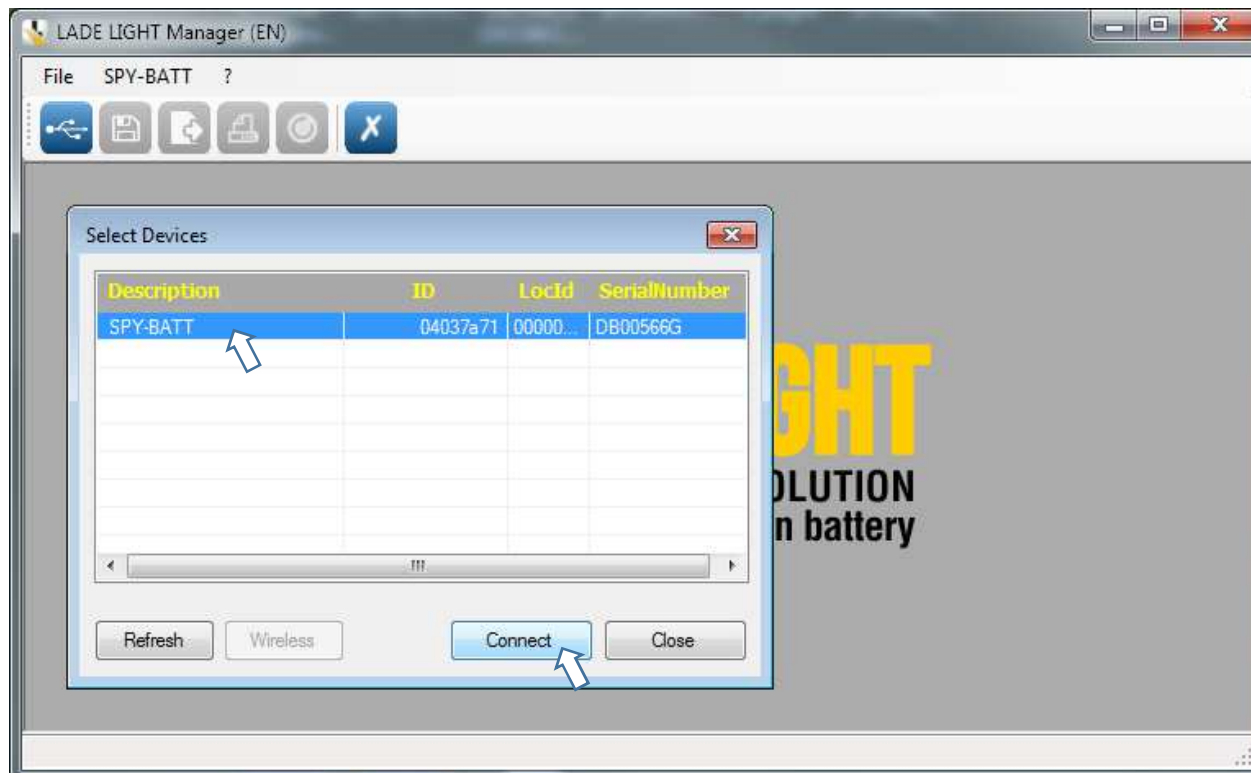 LADE LIGHT Manager (EN)
File SPY-BATT ?
Select Devices
Description ID LocId SerialNumber
SPY-BATT 04037a71 00000... DB00566G
GHT
OLUTION
n battery
Refresh Wireless Connect Close